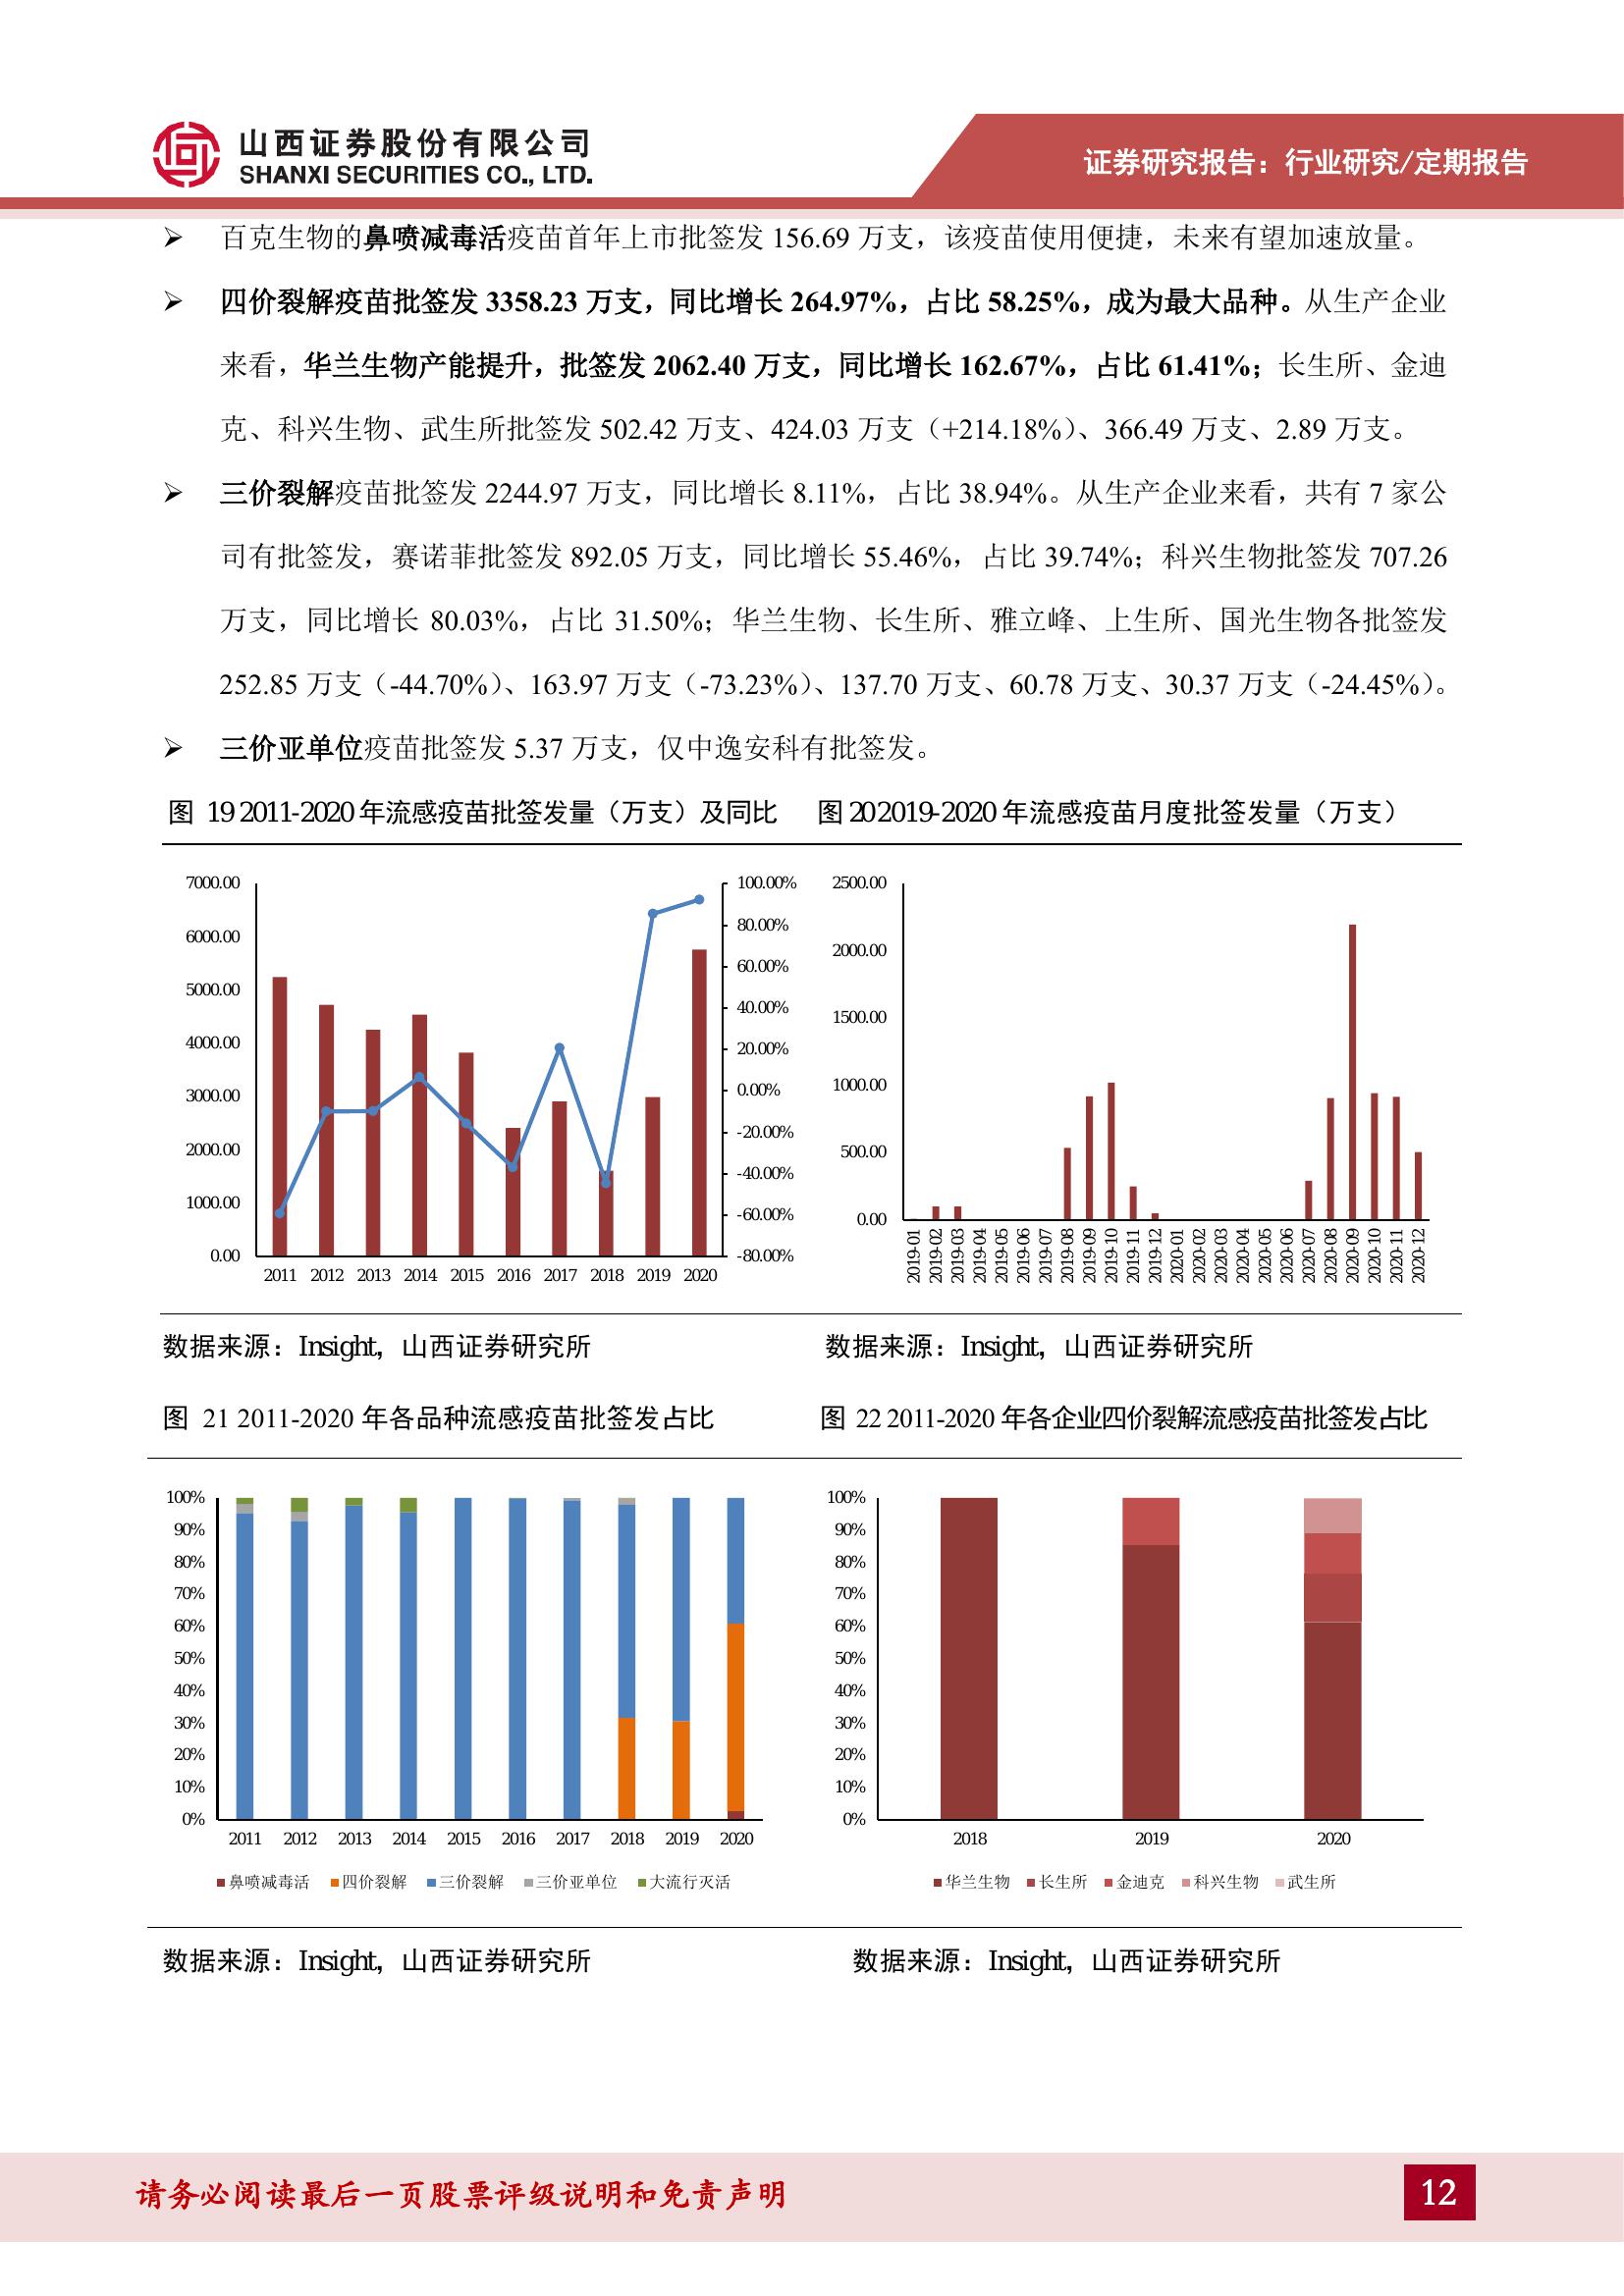 山西证券股份有限公司
SHANXI SECURITIES CO., LTD.
证券研究报告：行业研究/定期报告
➢ 百克生物的鼻喷减毒活疫苗首年上市批签发 156.69 万支，该疫苗使用便捷，未来有望加速放量。
➢ 四价裂解疫苗批签发 3358.23 万支，同比增长 264.97%，占比 58.25%，成为最大品种。从生产企业
来看，华兰生物产能提升，批签发 2062.40 万支，同比增长 162.67%，占比 61.41%；长生所、金迪
克、科兴生物、武生所批签发 502.42 万支、424.03 万支（+214.18%）、366.49 万支、2.89 万支。
➢ 三价裂解疫苗批签发 2244.97 万支，同比增长 8.11%，占比 38.94%。从生产企业来看，共有 7 家公
司有批签发，赛诺菲批签发 892.05 万支，同比增长 55.46%，占比 39.74%；科兴生物批签发 707.26
万支，同比增长 80.03%，占比 31.50%；华兰生物、长生所、雅立峰、上生所、国光生物各批签发
252.85 万支（-44.70%）、163.97 万支（-73.23%）、137.70 万支、60.78 万支、30.37 万支（-24.45%）。
➢ 三价亚单位疫苗批签发 5.37 万支，仅中逸安科有批签发。
图 19 2011-2020 年流感疫苗批签发量（万支）及同比
7000.00
6000.00
5000.00
4000.00
3000.00
2000.00
1000.00
0.00
100.00%
80.00%
60.00%
40.00%
20.00%
0.00%
-20.00%
-40.00%
-60.00%
-80.00%
2011 2012 2013 2014 2015 2016 2017 2018 2019 2020
图 20 2019-2020 年流感疫苗月度批签发量（万支）
2500.00
2000.00
1500.00
1000.00
500.00
0.00
2019-01 2019-02 2019-03 2019-04 2019-05 2019-06 2019-07 2019-08 2019-09 2019-10 2019-11 2019-12 2020-01 2020-02 2020-03 2020-04 2020-05 2020-06 2020-07 2020-08 2020-09 2020-10 2020-11 2020-12
数据来源：Insight，山西证券研究所
数据来源：Insight，山西证券研究所
图 21 2011-2020 年各品种流感疫苗批签发占比
100%
90%
80%
70%
60%
50%
40%
30%
20%
10%
0%
2011 2012 2013 2014 2015 2016 2017 2018 2019 2020
鼻喷减毒活 四价裂解 三价裂解 三价亚单位 大流行灭活
图 22 2011-2020 年各企业四价裂解流感疫苗批签发占比
100%
90%
80%
70%
60%
50%
40%
30%
20%
10%
0%
2018 2019 2020
华兰生物 长生所 金迪克 科兴生物 武生所
数据来源：Insight，山西证券研究所
数据来源：Insight，山西证券研究所
请务必阅读最后一页股票评级说明和免责声明
12